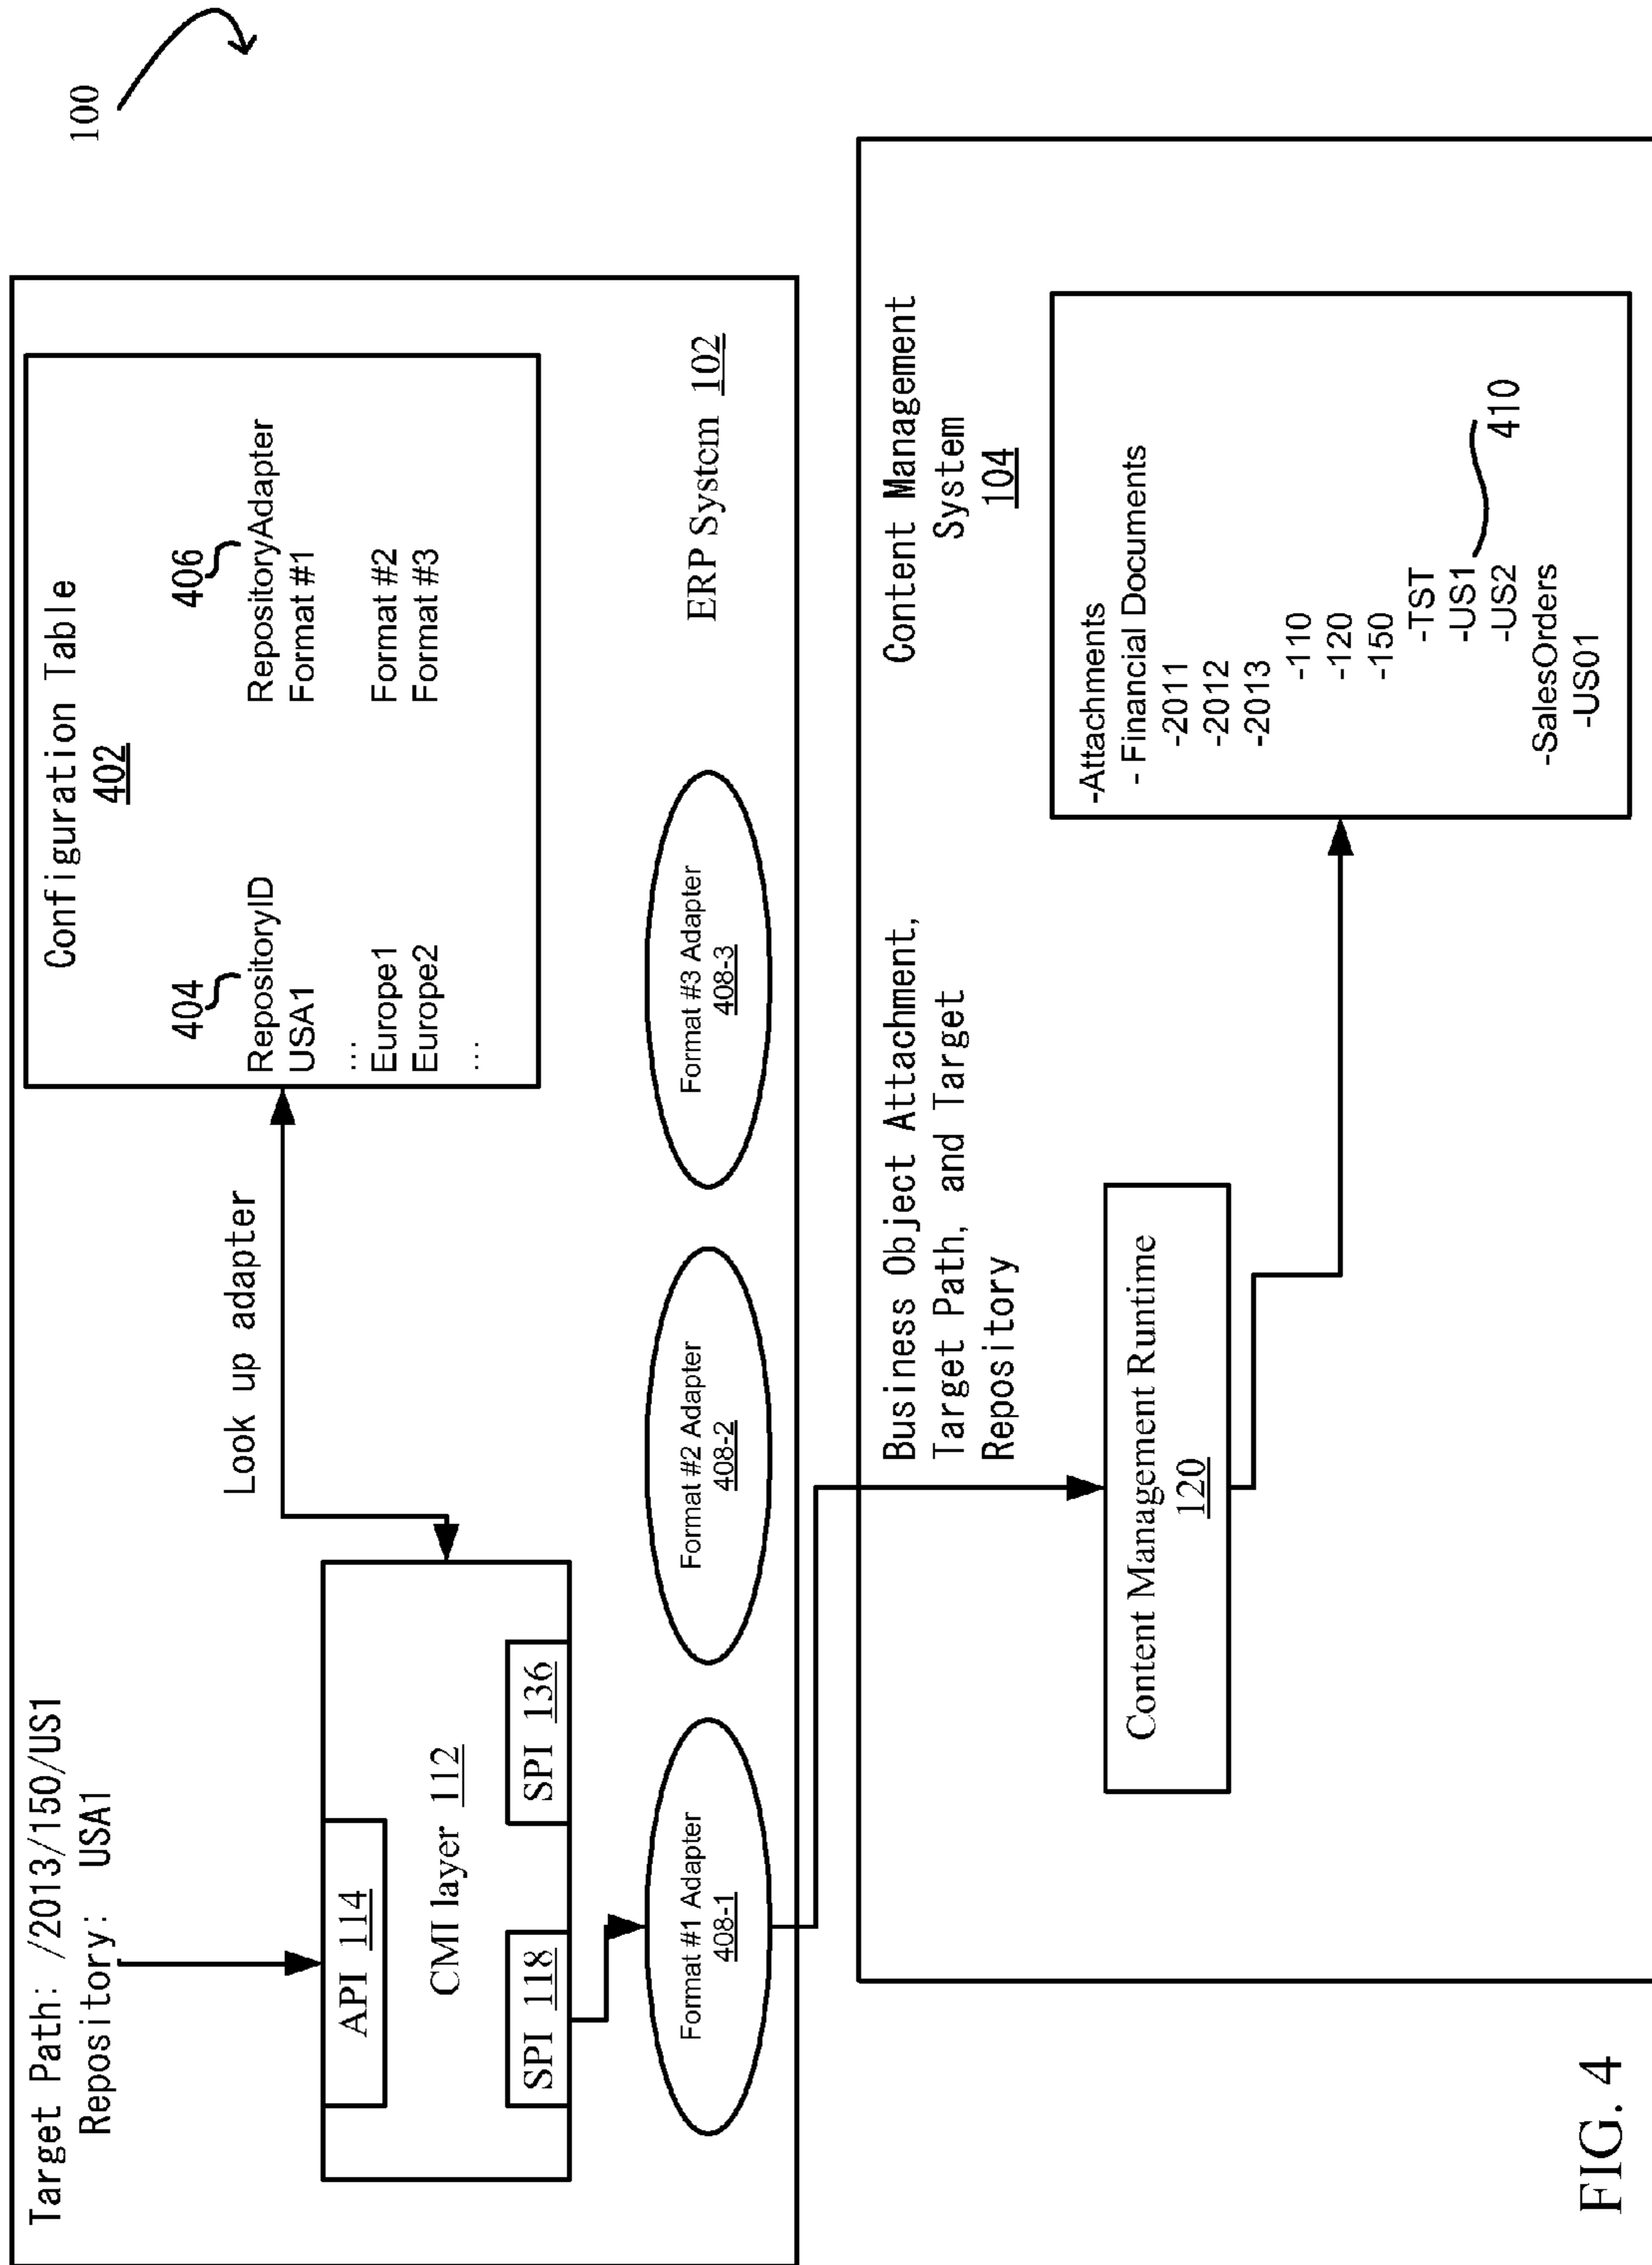 100
Target Path: /2013/150/US1
Repository: USA1
API 114
CMI layer 112
SPI 118
SPI 136
Look up adapter
Configuration Table
402
404
406
RepositoryID RepositoryAdapter
USA1 Format #1
...
Europe1 Format #2
Europe2 Format #3
...
Format #1 Adapter
408-1
Format #2 Adapter
408-2
Format #3 Adapter
408-3
ERP System 102
Business Object Attachment,
Target Path, and Target
Repository
Content Management
System
104
Content Management Runtime
120
-Attachments
- Financial Documents
-2011
-2012
-2013
-110
-120
-150
-TST
-US1
-US2
-SalesOrders
-US01
410
FIG. 4